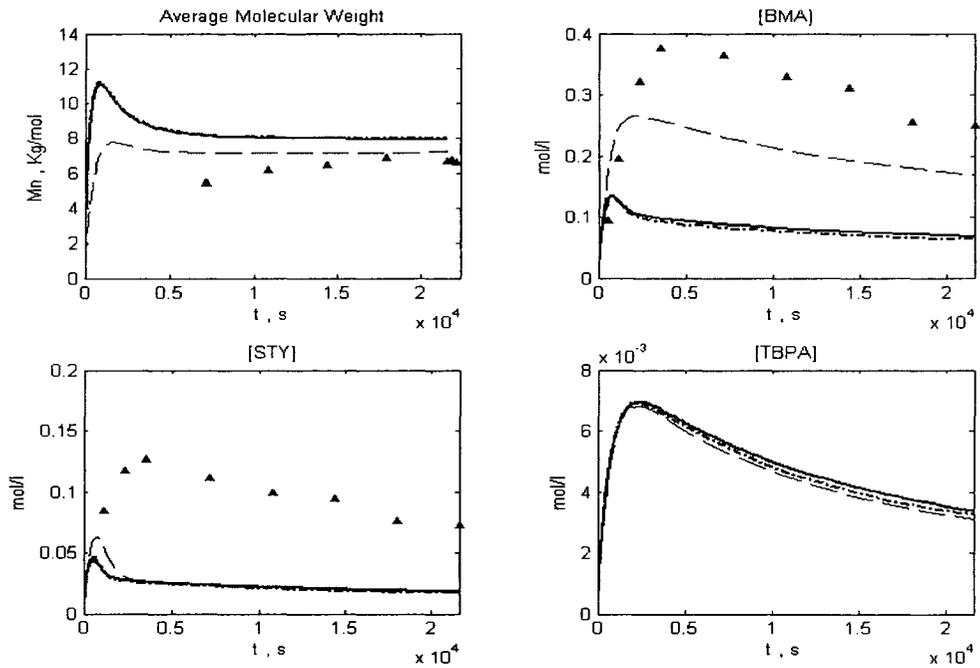 Average Molecular Weight
14
12
10
8
6
4
2
0
Mn , Kg/mol
0 0.5 1 1.5 2
t , s
x 10^4
[BMA]
0.4
0.3
0.2
0.1
0
mol/l
0 0.5 1 1.5 2
t , s
x 10^4
[STY]
0.2
0.15
0.1
0.05
0
mol/l
0 0.5 1 1.5 2
t , s
x 10^4
x 10^-3
[TBPA]
8
6
4
2
0
mol/l
0 0.5 1 1.5 2
t , s
x 10^4